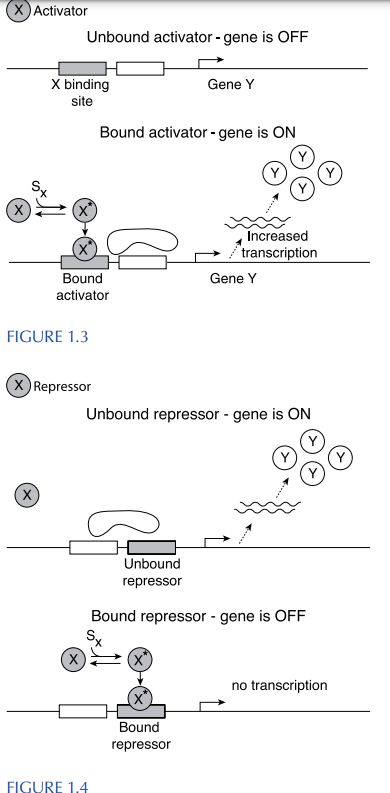 X Activator
Unbound activator - gene is OFF
X binding
site
Gene Y
Bound activator - gene is ON
Sx
X
X*
X*
Y
Y
Y
Y
Increased
transcription
Bound
activator
Gene Y
FIGURE 1.3
X Repressor
Unbound repressor - gene is ON
X
Y
Y
Y
Y
Unbound
repressor
Bound repressor - gene is OFF
Sx
X
X*
X*
no transcription
Bound
repressor
FIGURE 1.4